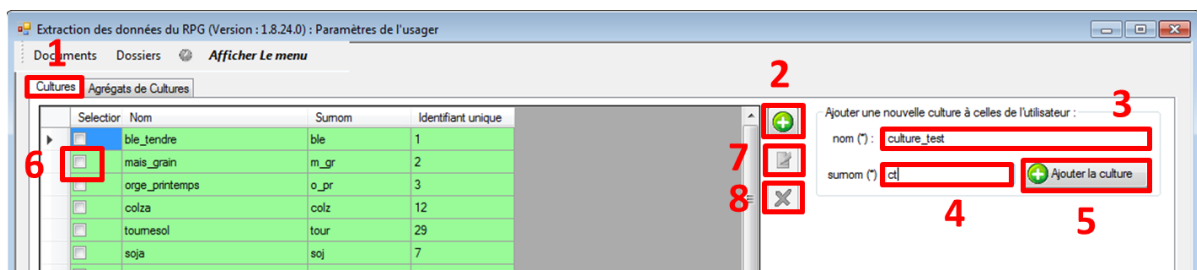 Extraction des données du RPG (Version : 1.8.24.0) : Paramètres de l'usager
1
Documents Dossiers Afficher Le menu
Cultures Agrégats de Cultures
2
3
Selection Nom Surnom Identifiant unique
Ajouter une nouvelle culture à celles de l'utilisateur :
ble_tendre ble 1
nom (*) : culture_test
6
mais_grain m_gr 2
7
orge_printemps o_pr 3
surnom (*) ct
Ajouter la culture
colza colz 12
8
4
5
tournesol tour 29
soja soj 7